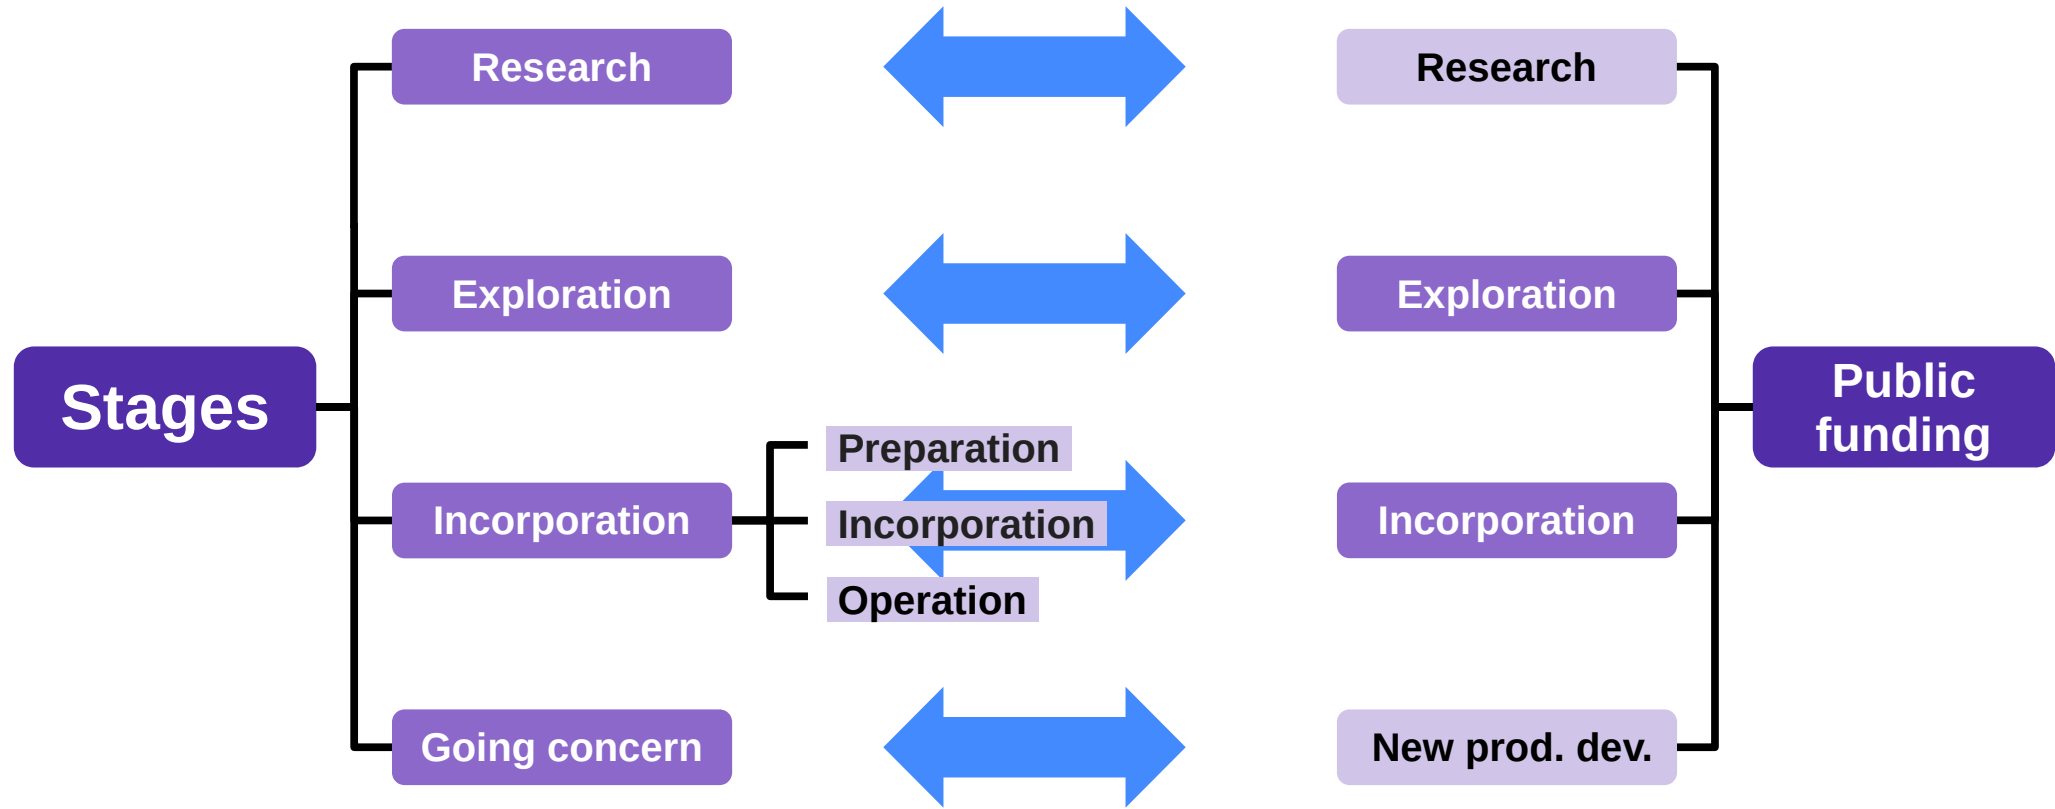 Stages
Research
Exploration
Incorporation
Going concern
Preparation
Incorporation
Operation
Research
Exploration
Incorporation
New prod. dev.
Public
funding